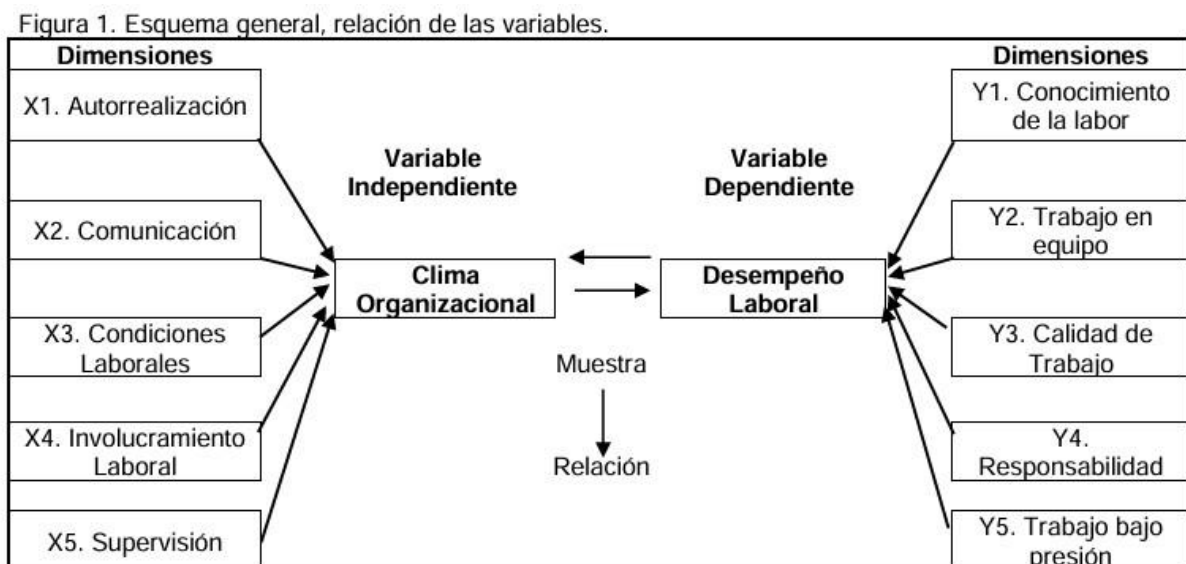 Figura 1. Esquema general, relación de las variables.
Dimensiones
X1. Autorrealización
X2. Comunicación
X3. Condiciones
Laborales
X4. Involucramiento
Laboral
X5. Supervisión
Variable
Independiente
Clima
Organizacional
Variable
Dependiente
Desempeño
Laboral
Muestra
Relación
Dimensiones
Y1. Conocimiento
de la labor
Y2. Trabajo en
equipo
Y3. Calidad de
Trabajo
Y4.
Responsabilidad
Y5. Trabajo bajo
presión